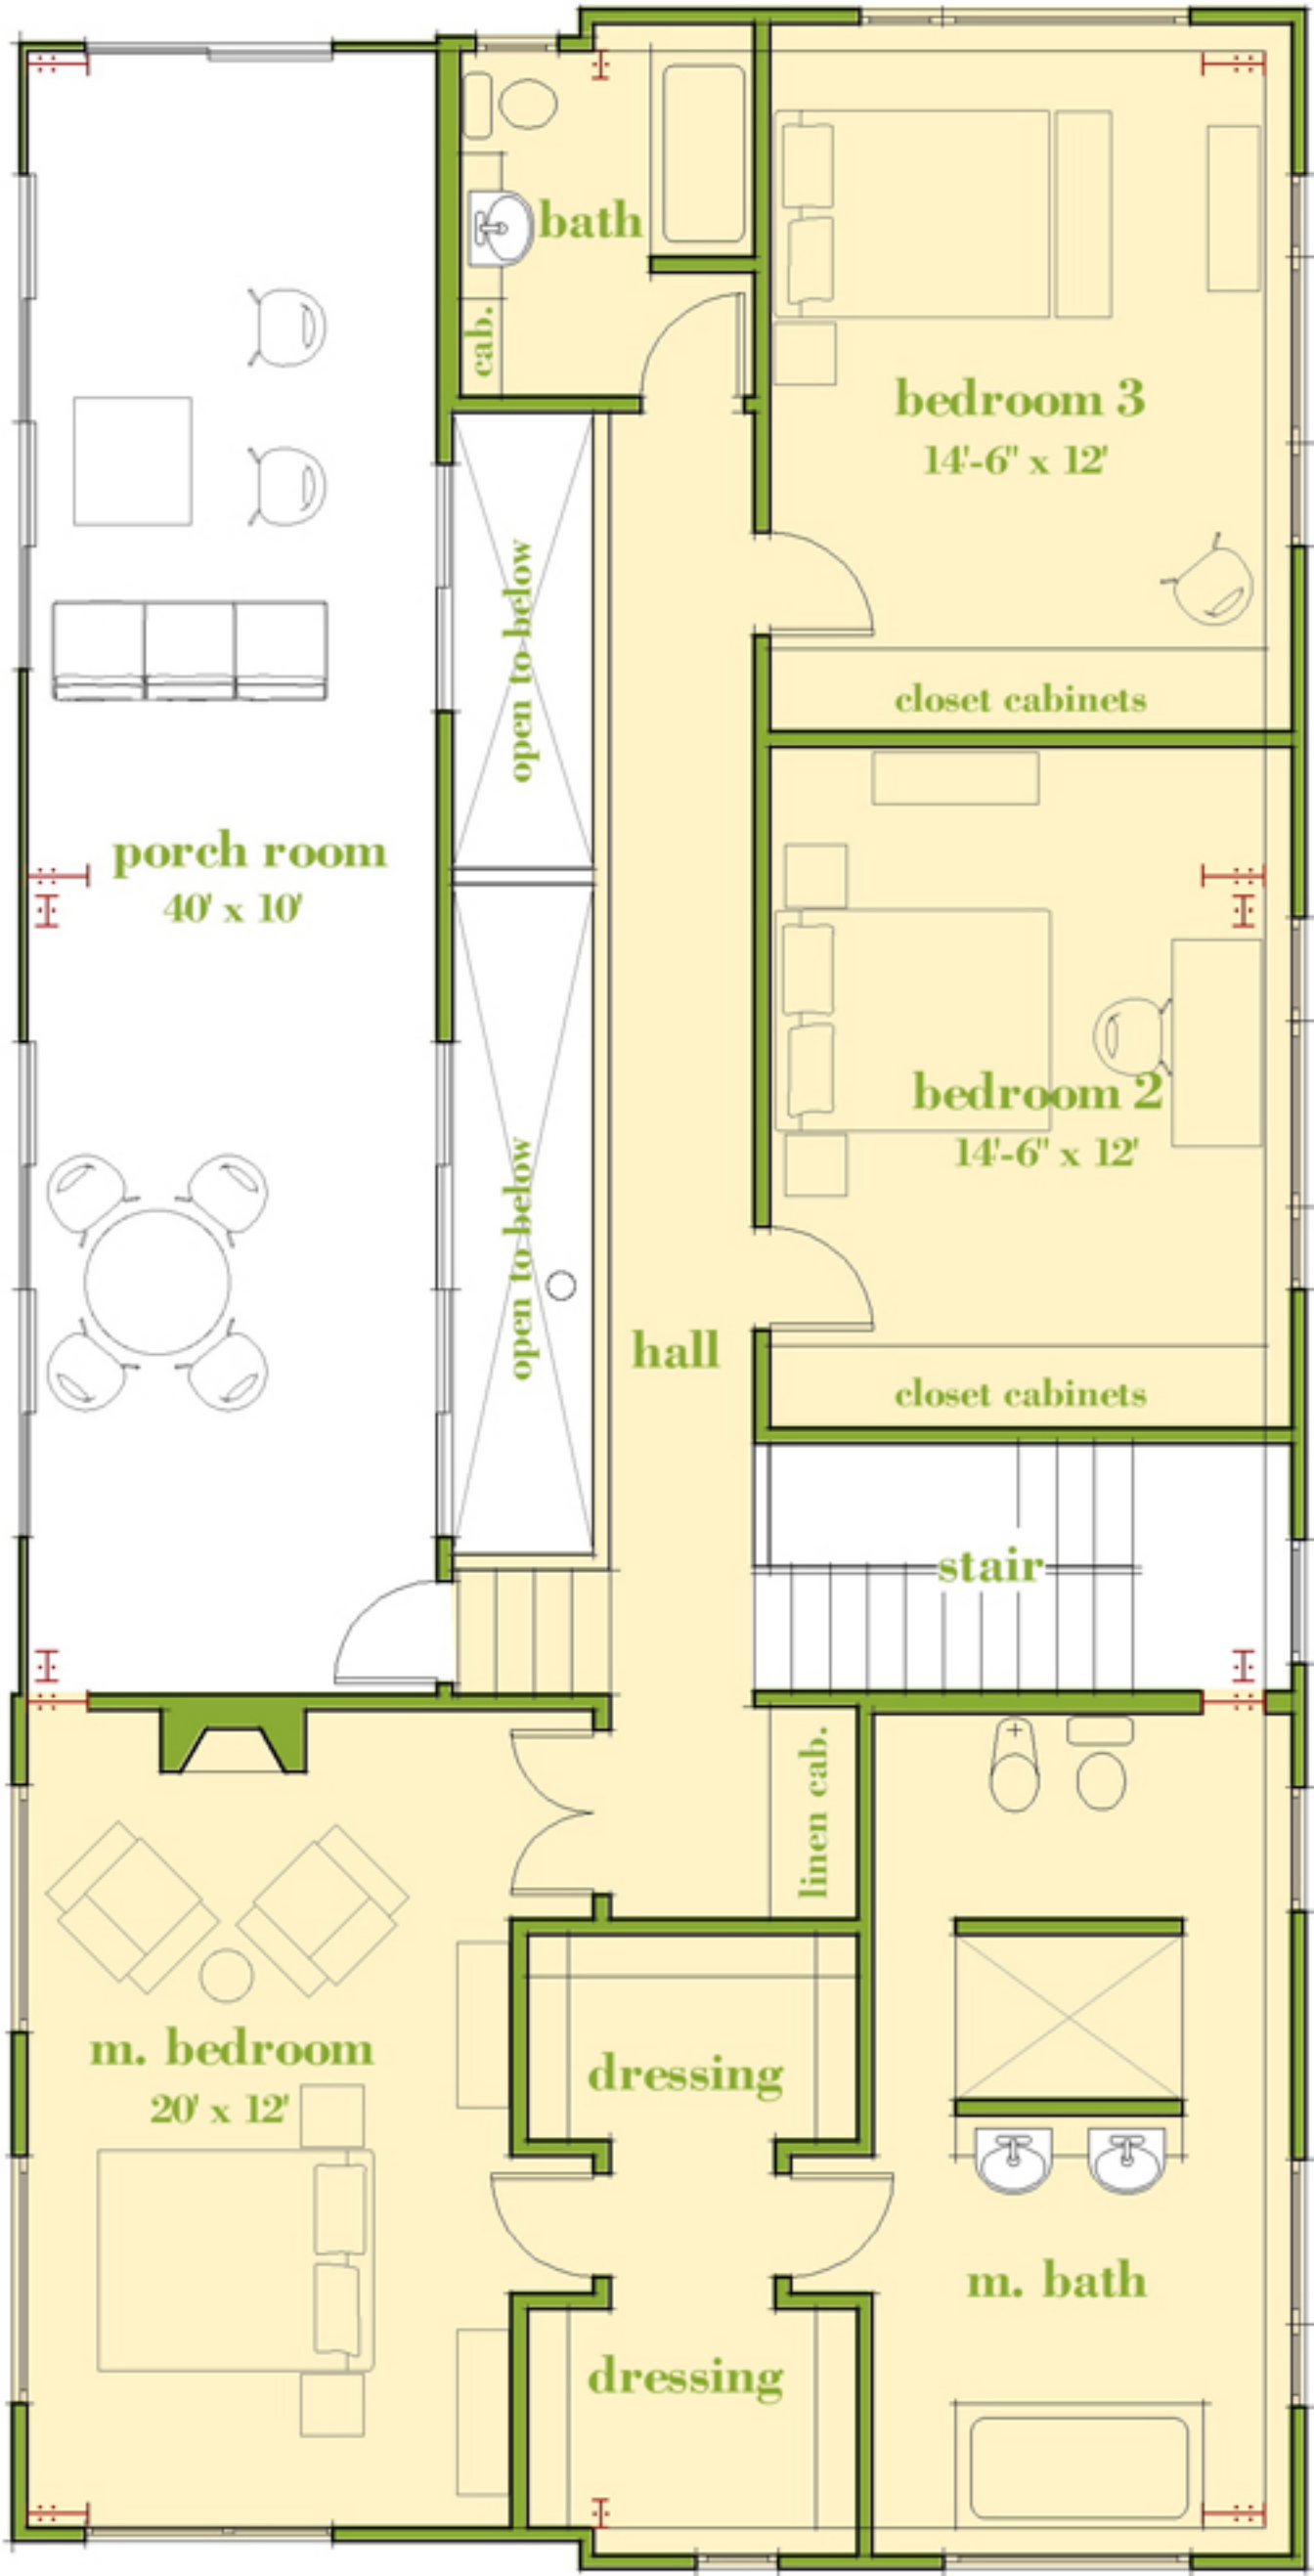 bath
cab.
bedroom 3
14'-6" x 12'
open to below
closet cabinets
porch room
40' x 10'
bedroom 2
14'-6" x 12'
open to below
hall
closet cabinets
stair
linen cab.
m. bedroom
20' x 12'
dressing
m. bath
dressing